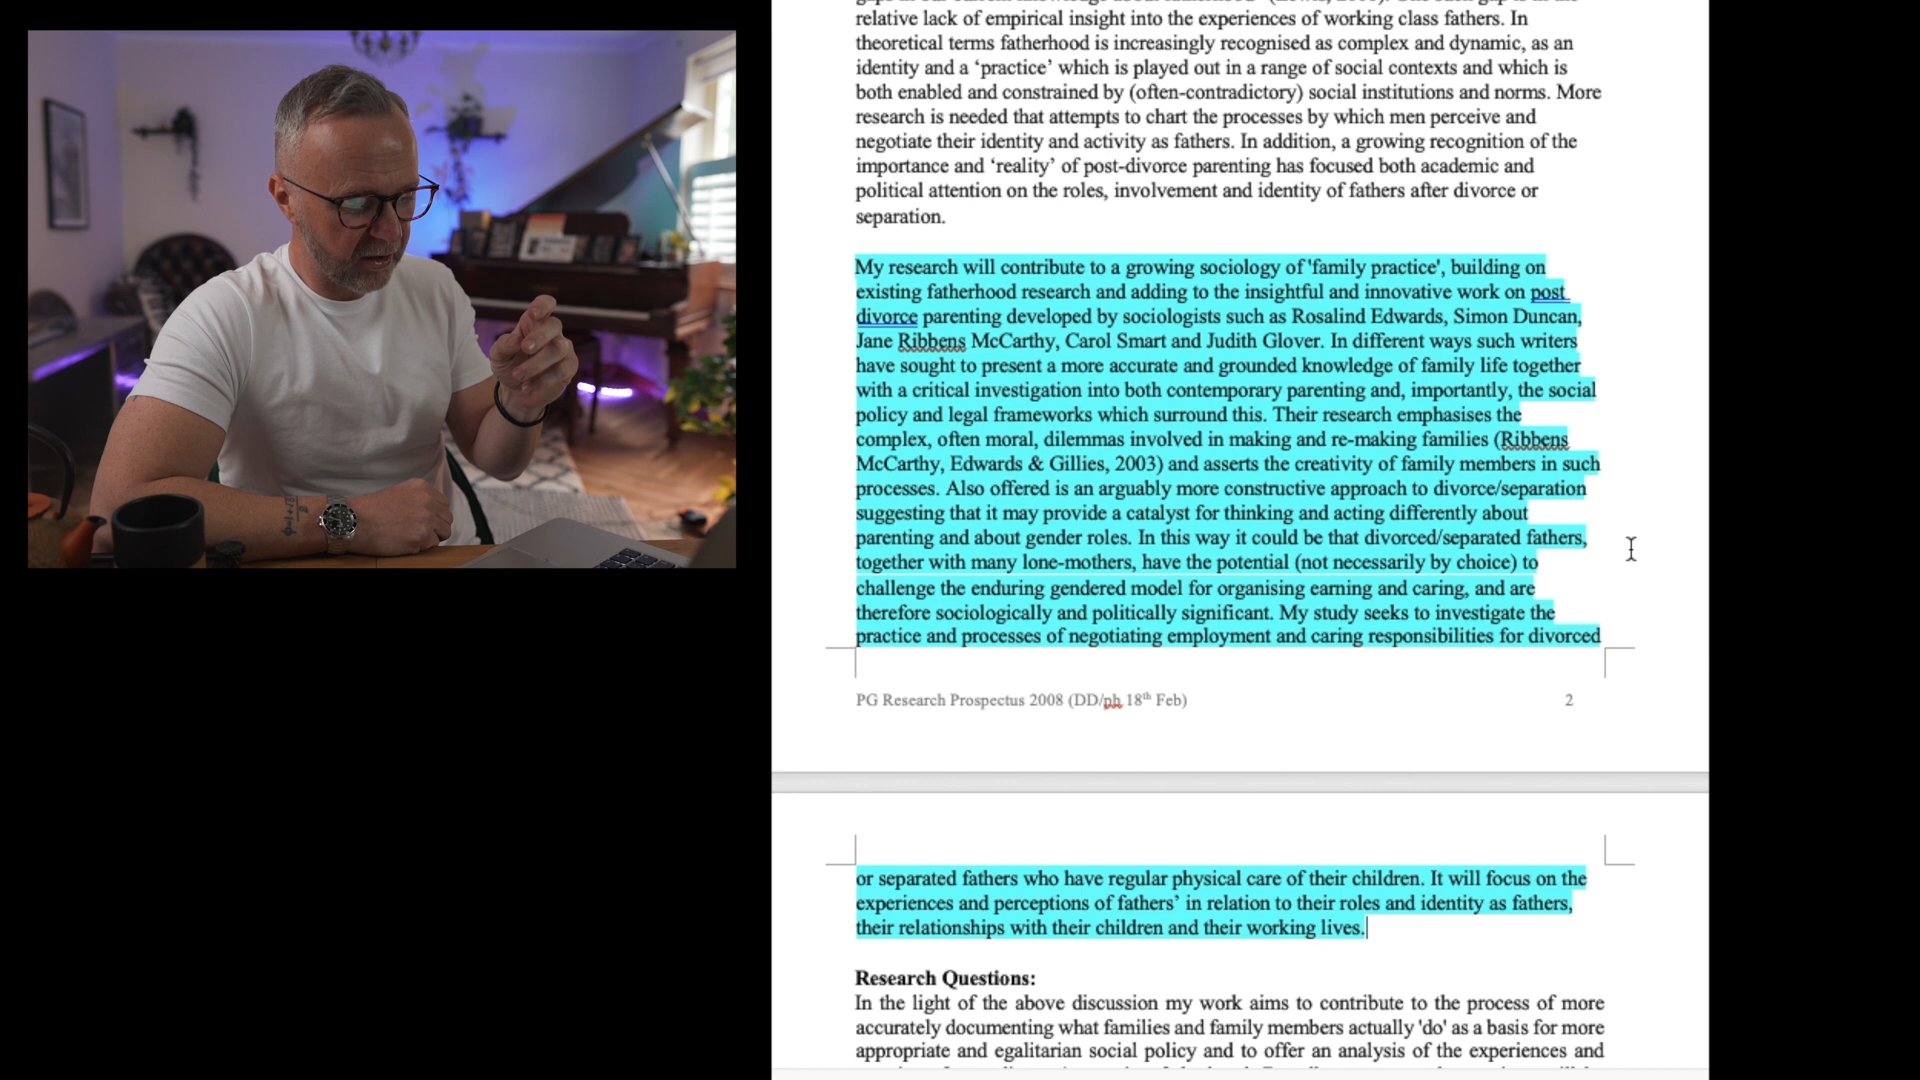 relative lack of empirical insight into the experiences of working class fathers. In
theoretical terms fatherhood is increasingly recognised as complex and dynamic, as an
identity and a ‘practice’ which is played out in a range of social contexts and which is
both enabled and constrained by (often-contradictory) social institutions and norms. More
research is needed that attempts to chart the processes by which men perceive and
negotiate their identity and activity as fathers. In addition, a growing recognition of the
importance and ‘reality’ of post-divorce parenting has focused both academic and
political attention on the roles, involvement and identity of fathers after divorce or
separation.
My research will contribute to a growing sociology of 'family practice', building on
existing fatherhood research and adding to the insightful and innovative work on post
divorce parenting developed by sociologists such as Rosalind Edwards, Simon Duncan,
Jane Ribbens McCarthy, Carol Smart and Judith Glover. In different ways such writers
have sought to present a more accurate and grounded knowledge of family life together
with a critical investigation into both contemporary parenting and, importantly, the social
policy and legal frameworks which surround this. Their research emphasises the
complex, often moral, dilemmas involved in making and re-making families (Ribbens
McCarthy, Edwards & Gillies, 2003) and asserts the creativity of family members in such
processes. Also offered is an arguably more constructive approach to divorce/separation
suggesting that it may provide a catalyst for thinking and acting differently about
parenting and about gender roles. In this way it could be that divorced/separated fathers,
together with many lone-mothers, have the potential (not necessarily by choice) to
challenge the enduring gendered model for organising earning and caring, and are
therefore sociologically and politically significant. My study seeks to investigate the
practice and processes of negotiating employment and caring responsibilities for divorced
PG Research Prospectus 2008 (DD/ph 18th Feb) 2
or separated fathers who have regular physical care of their children. It will focus on the
experiences and perceptions of fathers’ in relation to their roles and identity as fathers,
their relationships with their children and their working lives.
Research Questions:
In the light of the above discussion my work aims to contribute to the process of more
accurately documenting what families and family members actually 'do' as a basis for more
appropriate and egalitarian social policy and to offer an analysis of the experiences and